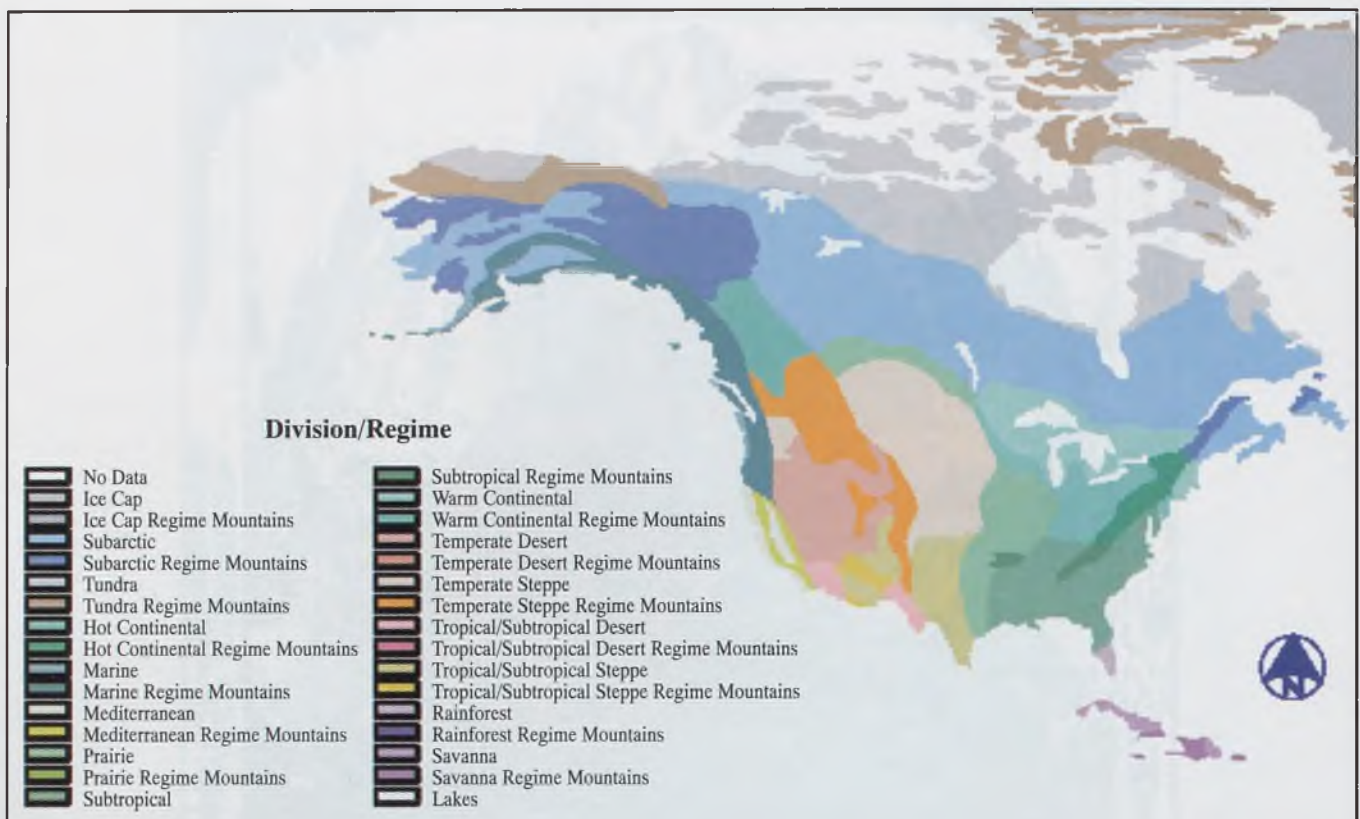 Division/Regime
No Data
Ice Cap
Ice Cap Regime Mountains
Subarctic
Subarctic Regime Mountains
Tundra
Tundra Regime Mountains
Hot Continental
Hot Continental Regime Mountains
Marine
Marine Regime Mountains
Mediterranean
Mediterranean Regime Mountains
Prairie
Prairie Regime Mountains
Subtropical
Subtropical Regime Mountains
Warm Continental
Warm Continental Regime Mountains
Temperate Desert
Temperate Desert Regime Mountains
Temperate Steppe
Temperate Steppe Regime Mountains
Tropical/Subtropical Desert
Tropical/Subtropical Desert Regime Mountains
Tropical/Subtropical Steppe
Tropical/Subtropical Steppe Regime Mountains
Rainforest
Rainforest Regime Mountains
Savanna
Savanna Regime Mountains
Lakes
N